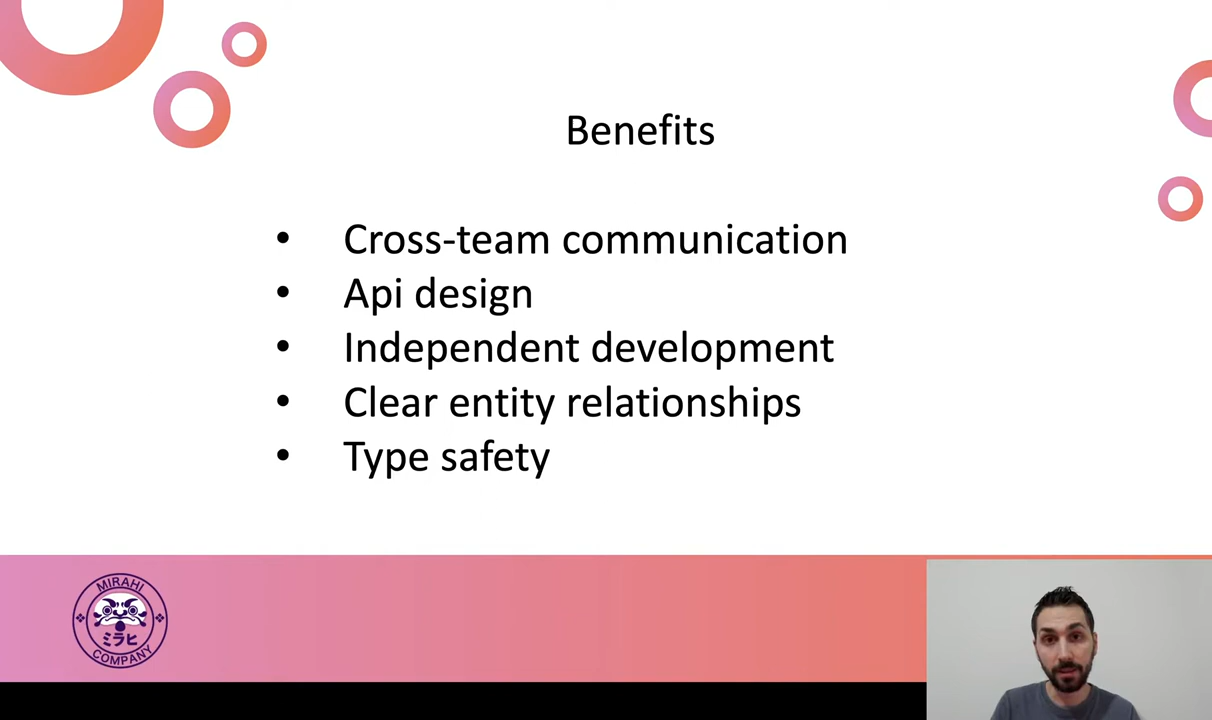 Benefits
• Cross-team communication
• Api design
• Independent development
• Clear entity relationships
• Type safety
MIRAHI
ミラヒ
COMPANY